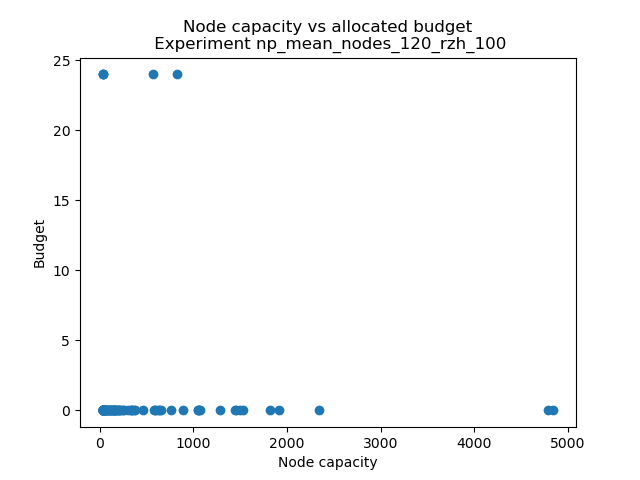 Node capacity vs allocated budget
Experiment np_mean_nodes_120_rzh_100
25
20
15
10
5
0
Budget
0 1000 2000 3000 4000 5000
Node capacity